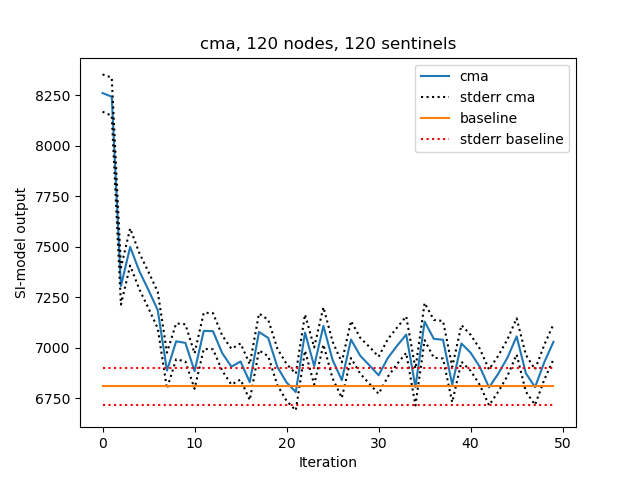 cma, 120 nodes, 120 sentinels
cma
stderr cma
baseline
stderr baseline
SI-model output
8250
8000
7750
7500
7250
7000
6750
0 10 20 30 40 50
Iteration